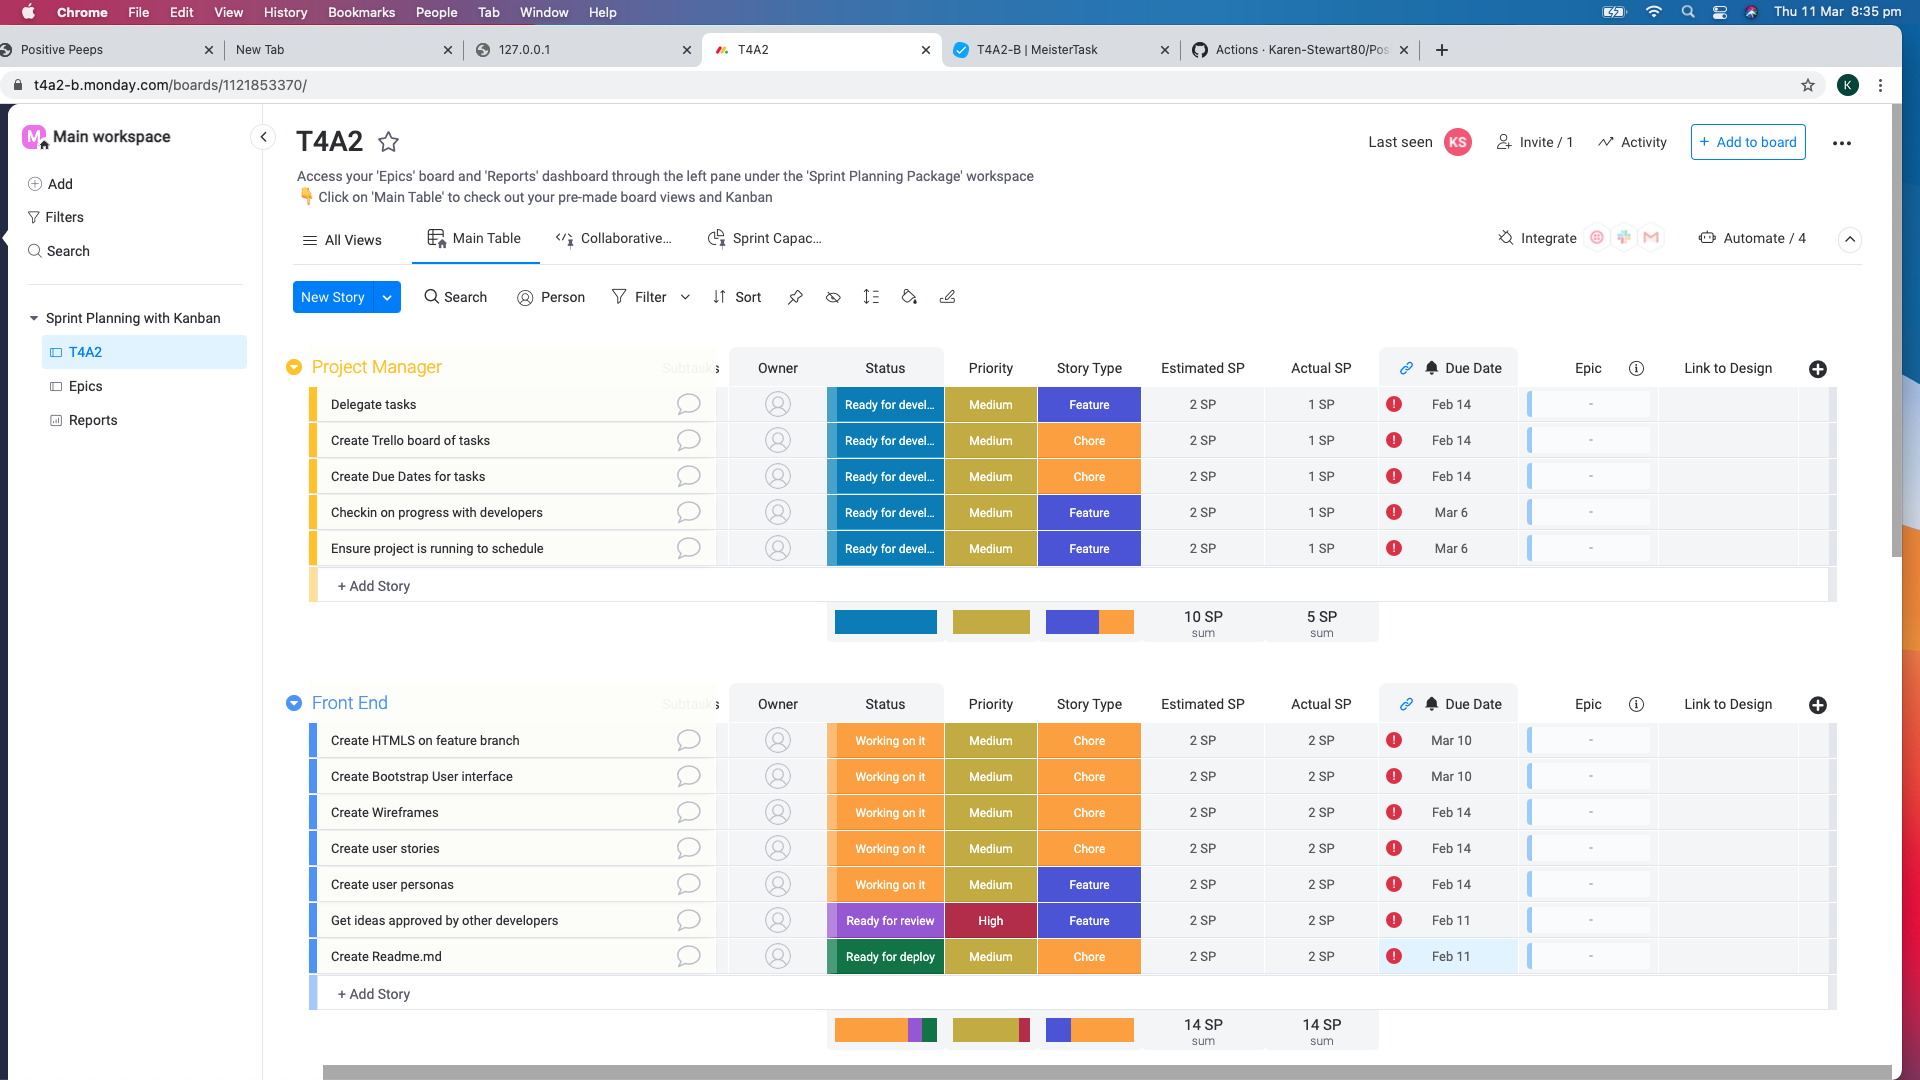 Chrome File Edit View History Bookmarks People Tab Window Help Thu 11 Mar 8:35 pm
Positive Peeps New Tab 127.0.0.1 T4A2 T4A2-B | MeisterTask Actions · Karen-Stewart80/Pos
t4a2-b.monday.com/boards/1121853370/ K
M Main workspace
Add
Filters
Search
Sprint Planning with Kanban
T4A2
Epics
Reports
T4A2
Last seen KS Invite / 1 Activity + Add to board
Access your 'Epics' board and 'Reports' dashboard through the left pane under the 'Sprint Planning Package' workspace
Click on 'Main Table' to check out your pre-made board views and Kanban
All Views Main Table Collaborative... Sprint Capac... Integrate Automate / 4
New Story Search Person Filter Sort
Project Manager Subtasks Owner Status Priority Story Type Estimated SP Actual SP Due Date Epic Link to Design
Delegate tasks Ready for devel... Medium Feature 2 SP 1 SP ! Feb 14 -
Create Trello board of tasks Ready for devel... Medium Chore 2 SP 1 SP ! Feb 14 -
Create Due Dates for tasks Ready for devel... Medium Chore 2 SP 1 SP ! Feb 14 -
Checkin on progress with developers Ready for devel... Medium Feature 2 SP 1 SP ! Mar 6 -
Ensure project is running to schedule Ready for devel... Medium Feature 2 SP 1 SP ! Mar 6 -
+ Add Story
10 SP 5 SP
sum sum
Front End Subtasks Owner Status Priority Story Type Estimated SP Actual SP Due Date Epic Link to Design
Create HTMLS on feature branch Working on it Medium Chore 2 SP 2 SP ! Mar 10 -
Create Bootstrap User interface Working on it Medium Chore 2 SP 2 SP ! Mar 10 -
Create Wireframes Working on it Medium Chore 2 SP 2 SP ! Feb 14 -
Create user stories Working on it Medium Chore 2 SP 2 SP ! Feb 14 -
Create user personas Working on it Medium Feature 2 SP 2 SP ! Feb 14 -
Get ideas approved by other developers Ready for review High Feature 2 SP 2 SP ! Feb 11 -
Create Readme.md Ready for deploy Medium Chore 2 SP 2 SP ! Feb 11 -
+ Add Story
14 SP 14 SP
sum sum